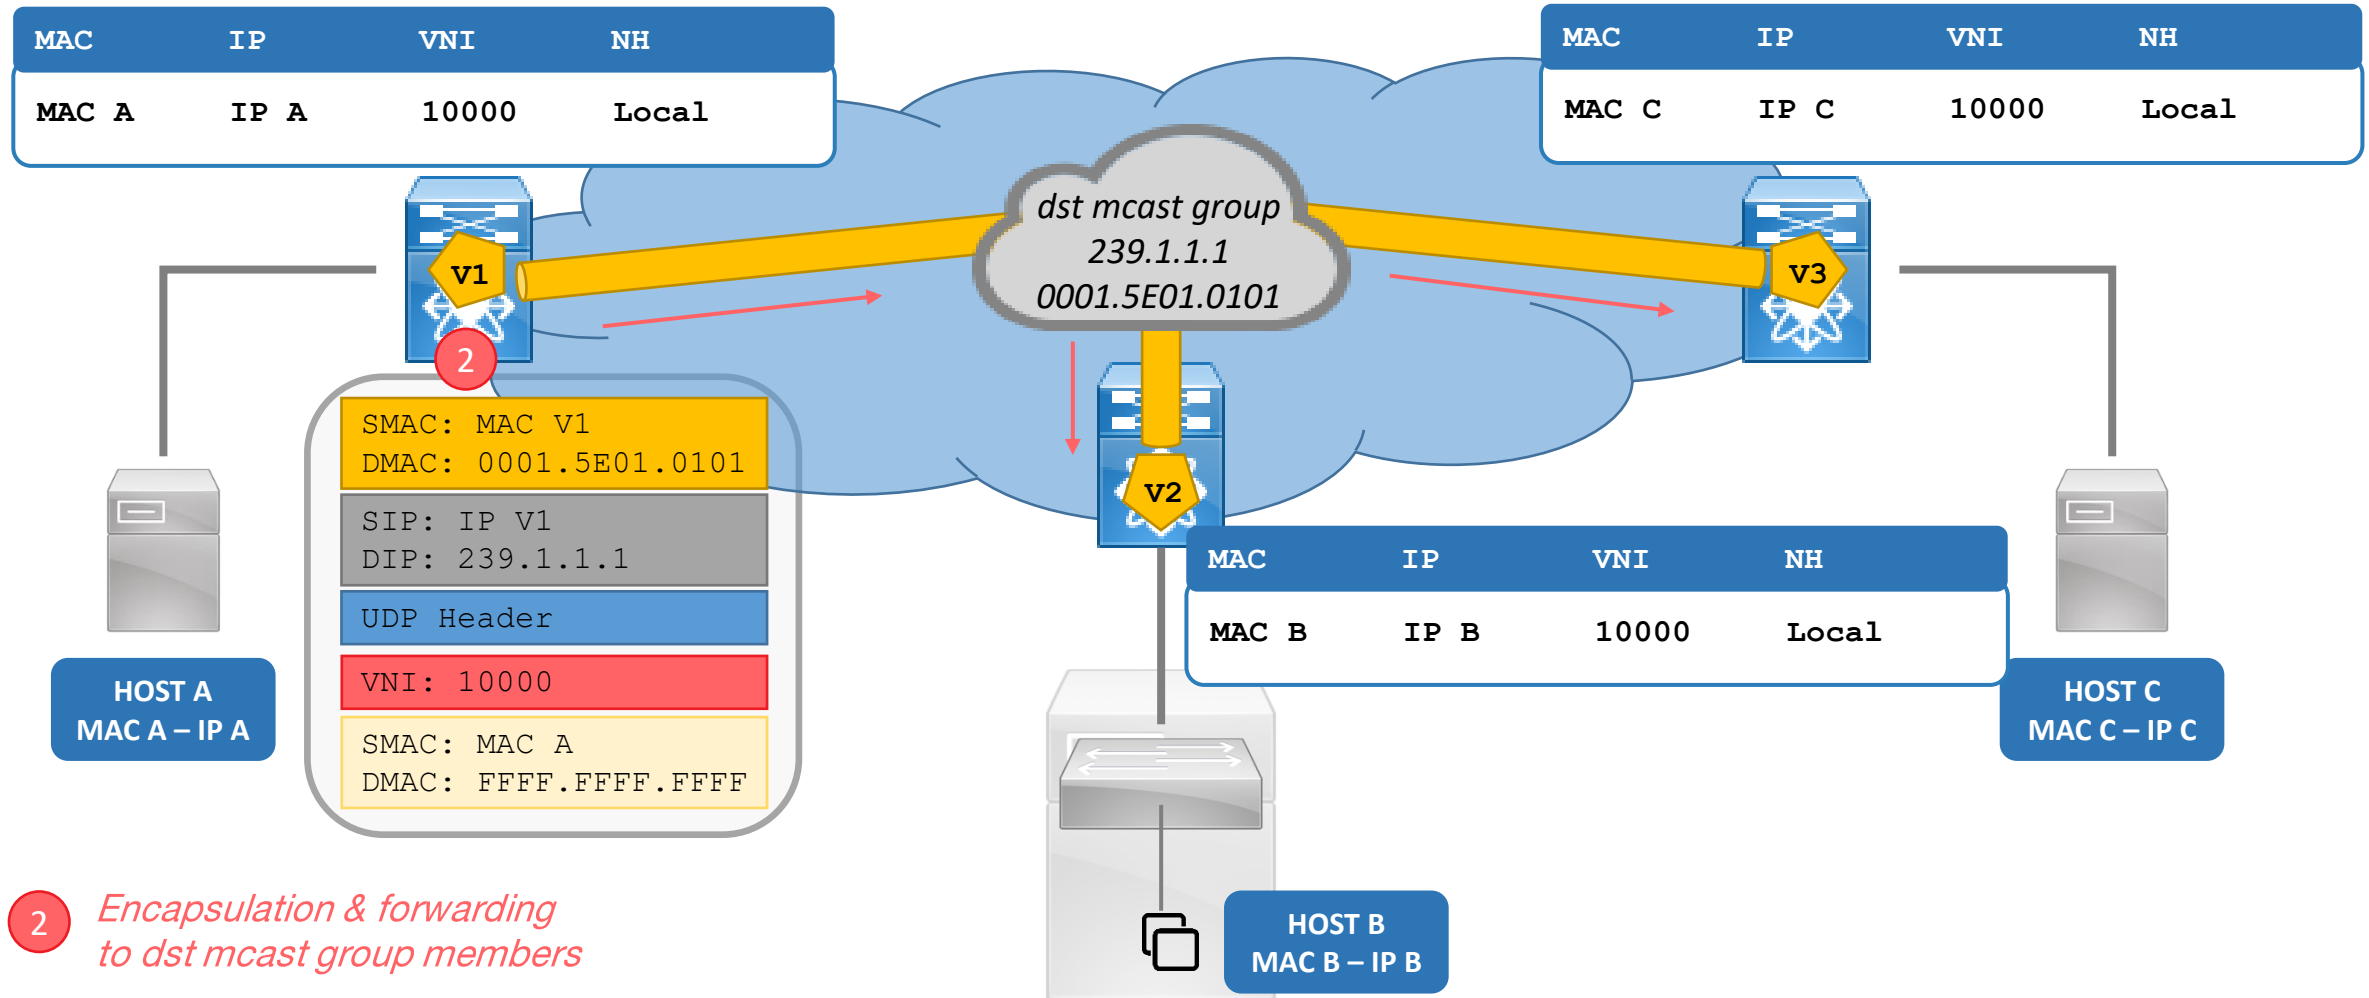 MAC IP VNI NH
MAC A IP A 10000 Local
MAC IP VNI NH
MAC C IP C 10000 Local
dst mcast group
239.1.1.1
0001.5E01.0101
V1
V3
2
V2
SMAC: MAC V1
DMAC: 0001.5E01.0101
SIP: IP V1
DIP: 239.1.1.1
UDP Header
VNI: 10000
SMAC: MAC A
DMAC: FFFF.FFFF.FFFF
MAC IP VNI NH
MAC B IP B 10000 Local
HOST A
MAC A – IP A
HOST C
MAC C – IP C
HOST B
MAC B – IP B
2 Encapsulation & forwarding
to dst mcast group members